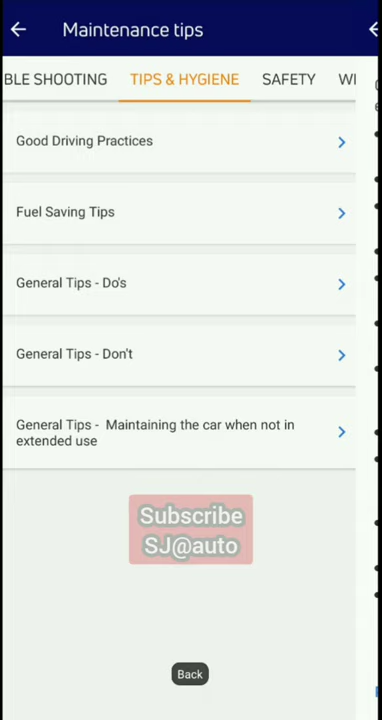 Maintenance tips
BLE SHOOTING TIPS & HYGIENE SAFETY
Good Driving Practices
Fuel Saving Tips
General Tips - Do's
General Tips - Don't
General Tips - Maintaining the car when not in
extended use
Subscribe
SJ@auto
Back